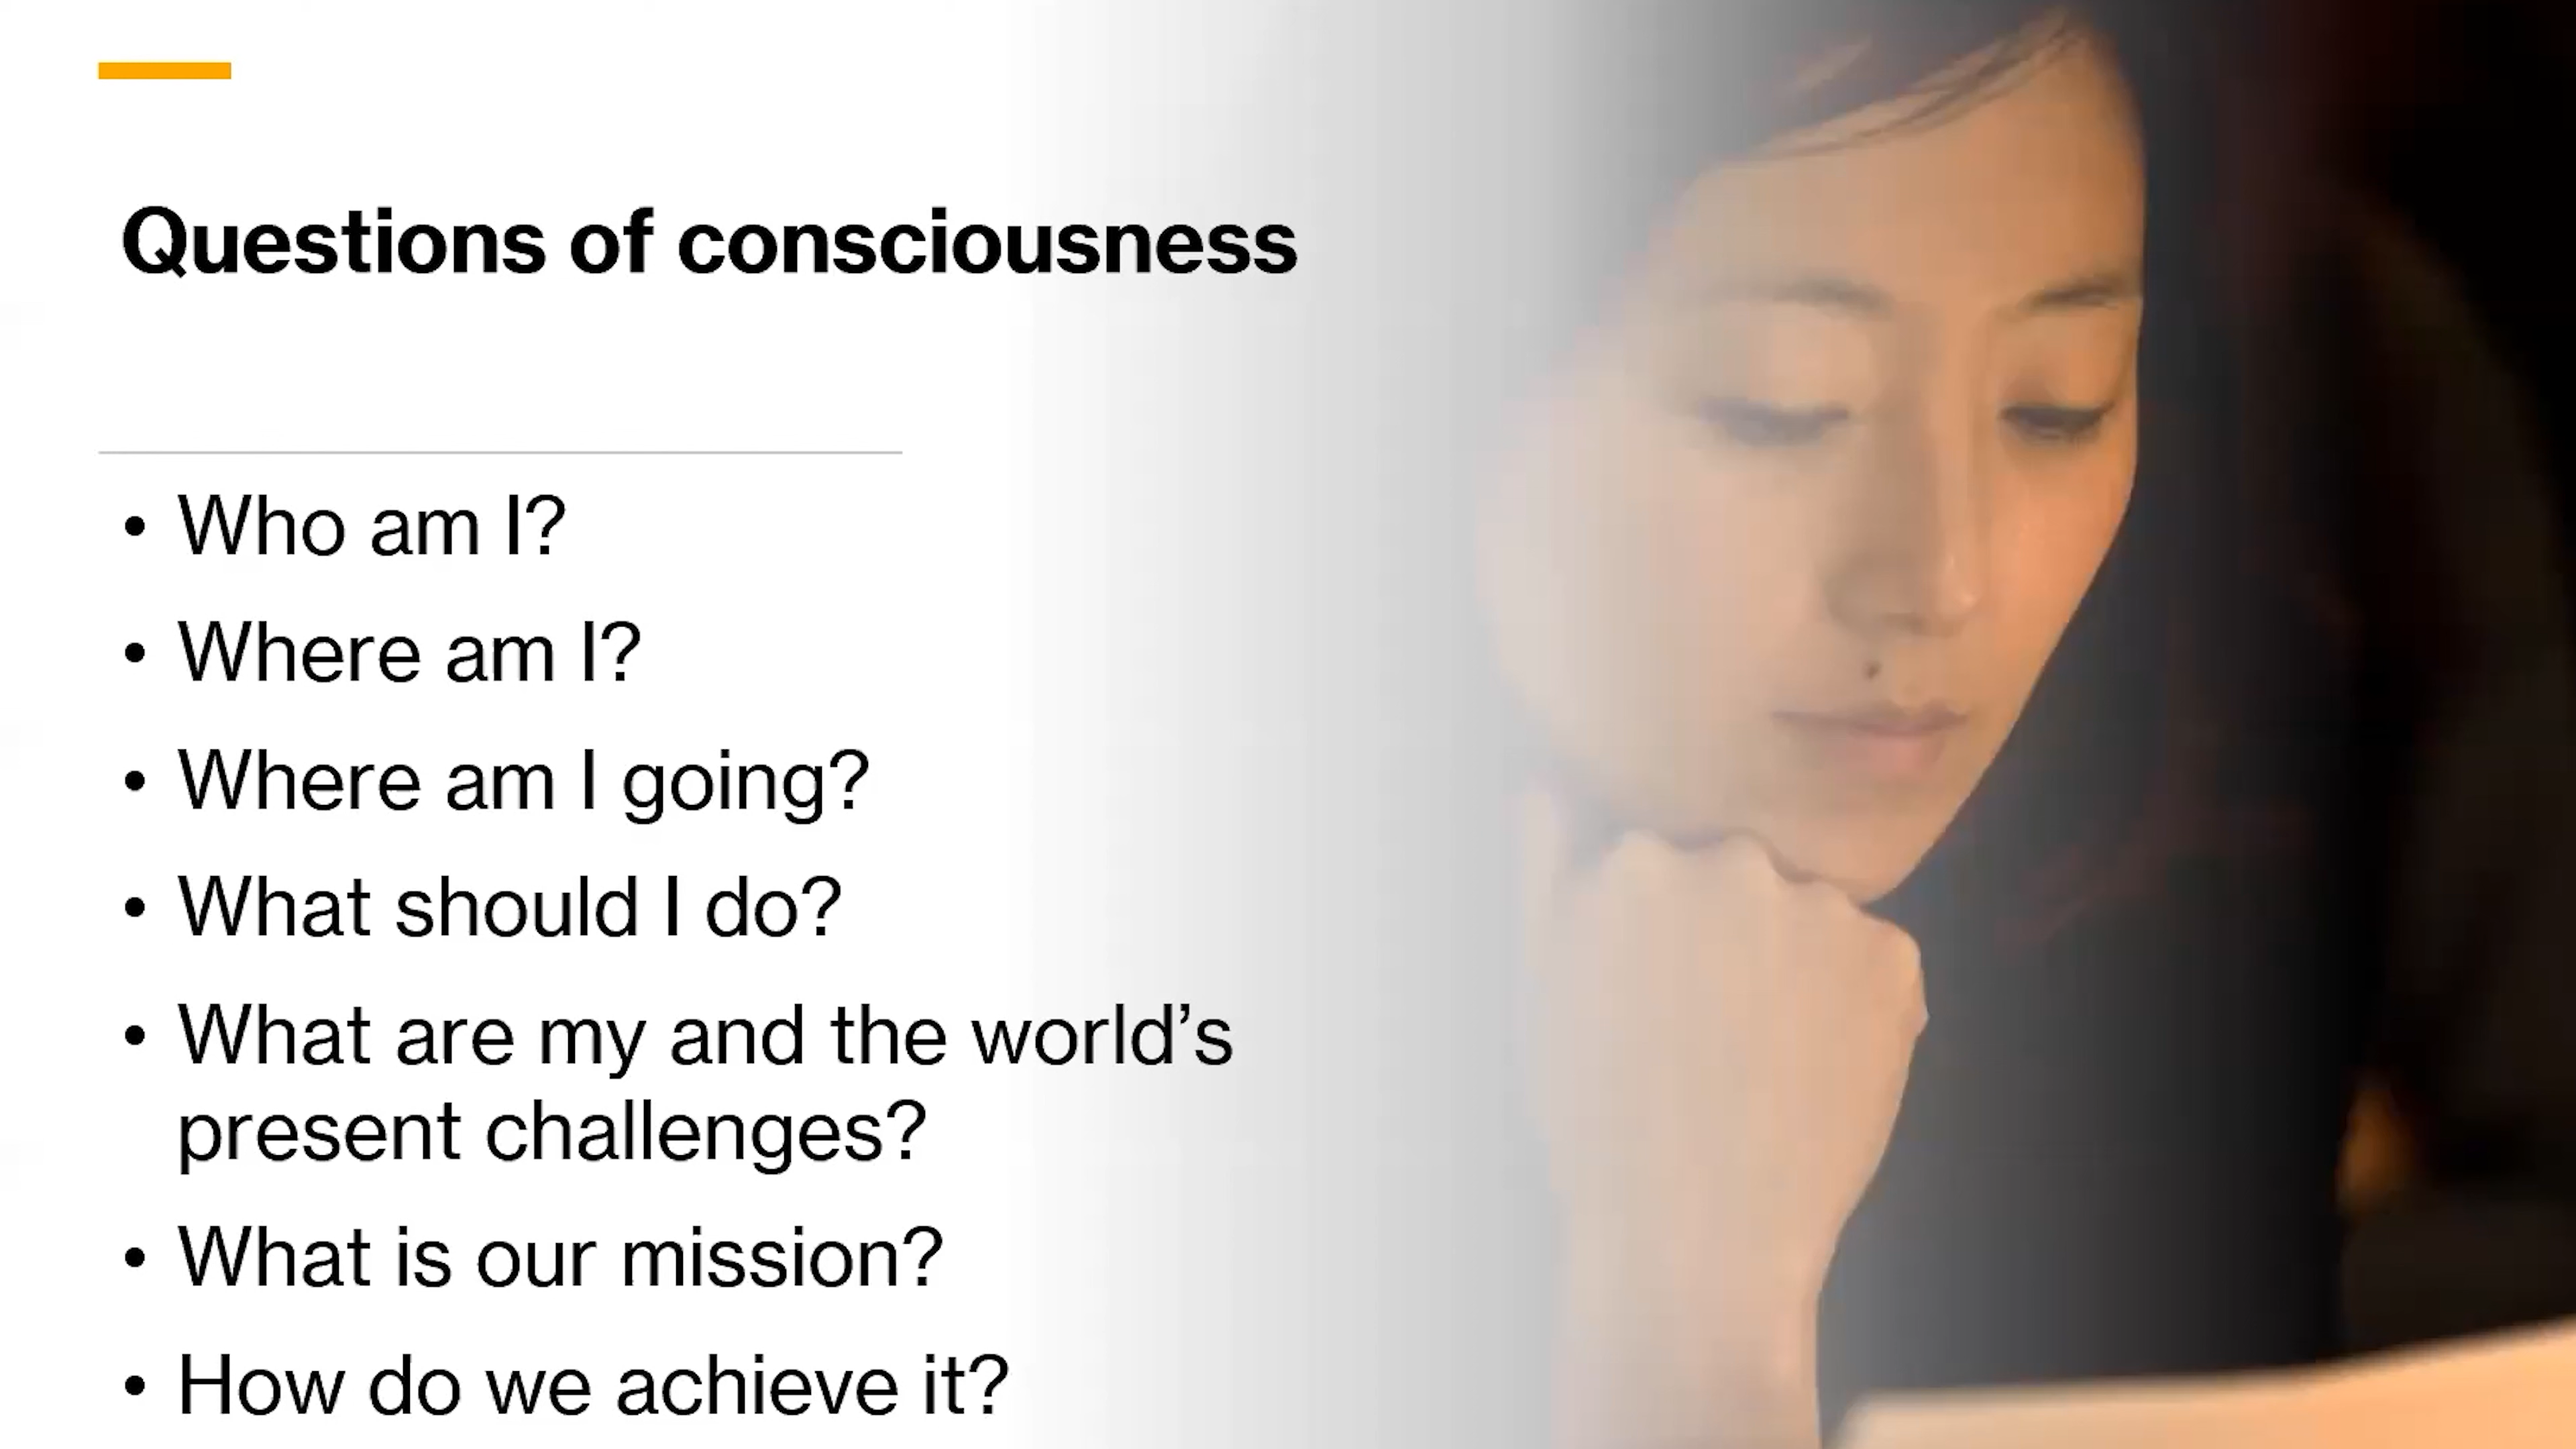 Questions of consciousness
• Who am I?
• Where am I?
• Where am I going?
• What should I do?
• What are my and the world’s
present challenges?
• What is our mission?
• How do we achieve it?